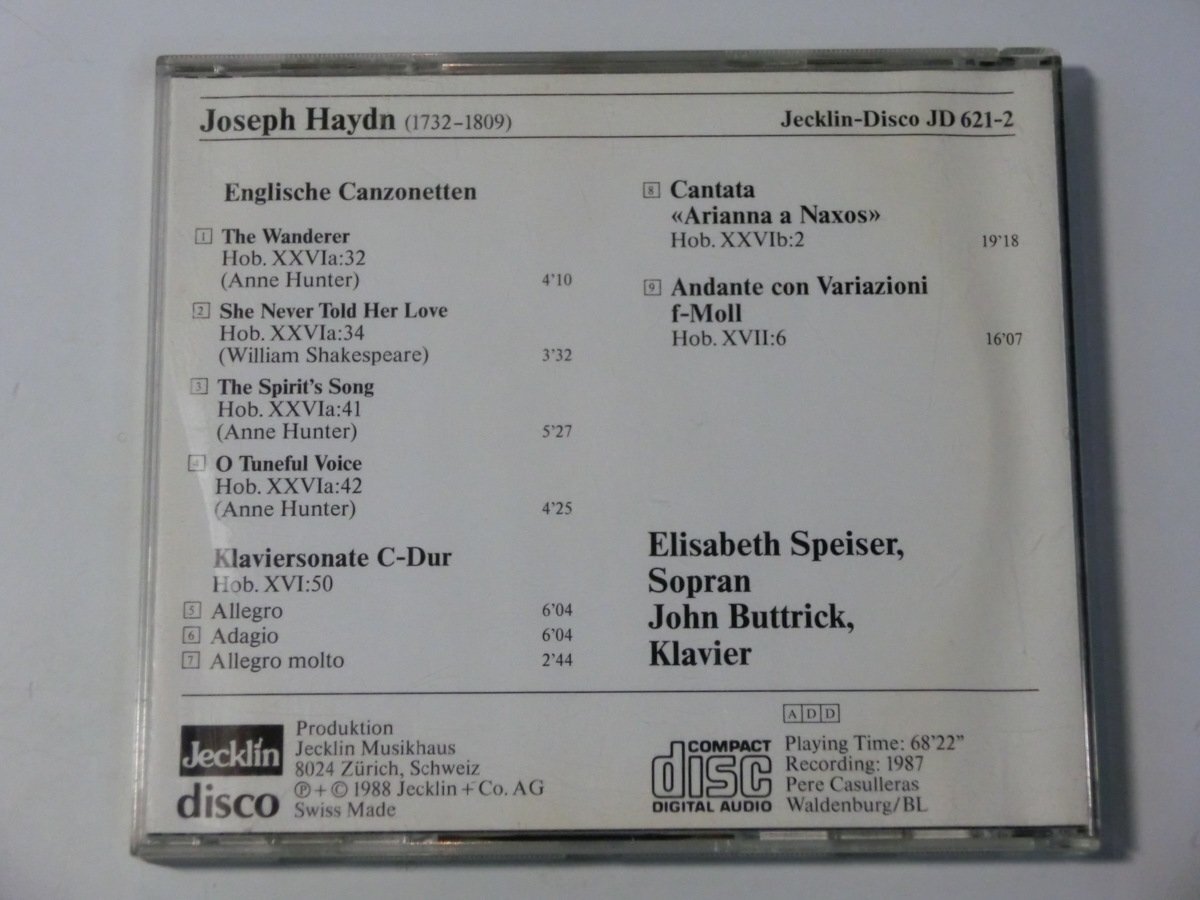 Joseph Haydn (1732-1809) Jecklin-Disco JD 621-2
Englische Canzonetten
1 The Wanderer
Hob. XXVIa:32
(Anne Hunter) 4'10
2 She Never Told Her Love
Hob. XXVIa:34
(William Shakespeare) 3'32
3 The Spirit's Song
Hob. XXVIa:41
(Anne Hunter) 5'27
4 O Tuneful Voice
Hob. XXVIa:42
(Anne Hunter) 4'25
Klaviersonate C-Dur
Hob. XVI:50
5 Allegro 6'04
6 Adagio 6'04
7 Allegro molto 2'44
8 Cantata
«Arianna a Naxos»
Hob. XXVIb:2 19'18
9 Andante con Variazioni
f-Moll
Hob. XVII:6 16'07
Elisabeth Speiser,
Sopran
John Buttrick,
Klavier
Jecklin
disco
Produktion
Jecklin Musikhaus
8024 Zürich, Schweiz
℗ + © 1988 Jecklin + Co. AG
Swiss Made
COMPACT
disc
DIGITAL AUDIO
A D D
Playing Time: 68'22"
Recording: 1987
Pere Casulleras
Waldenburg/BL